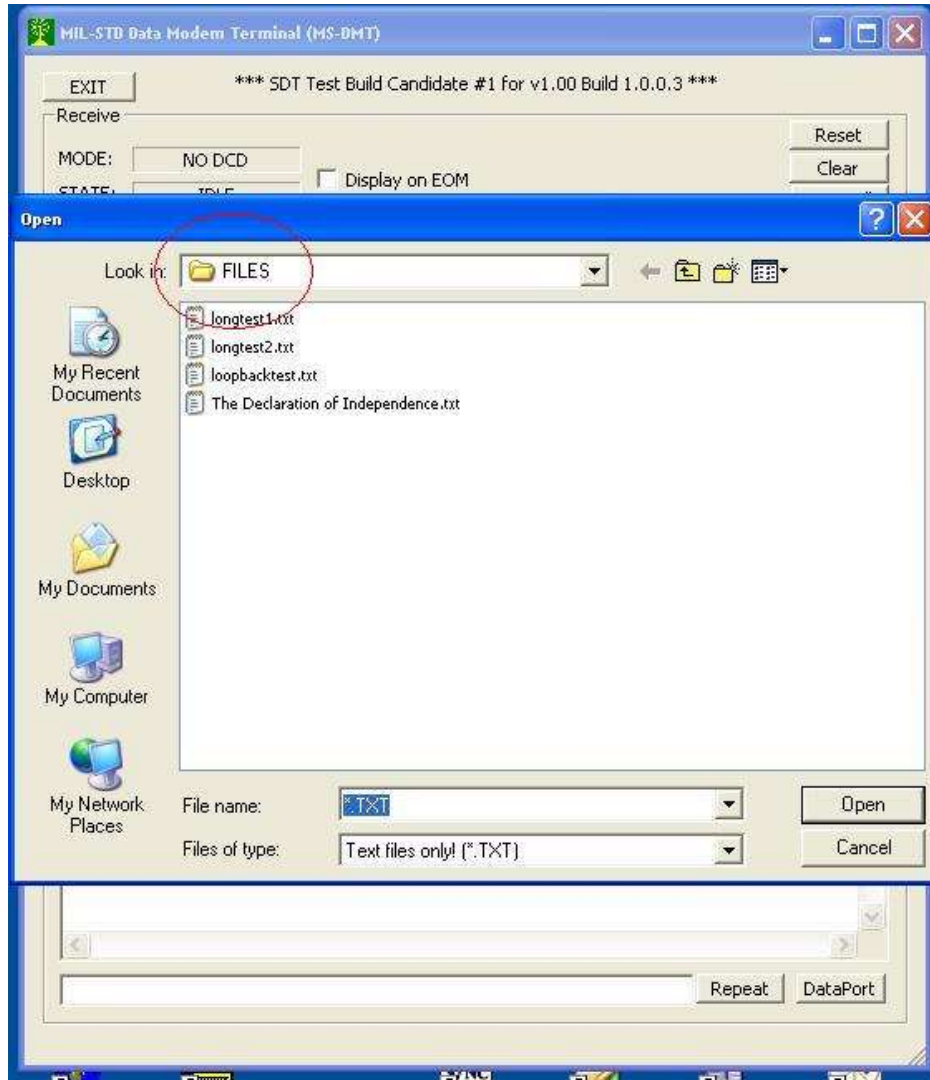 MIL-STD Data Modem Terminal (MS-DMT)
EXIT *** SDT Test Build Candidate #1 for v1.00 Build 1.0.0.3 ***
Receive
Reset
MODE: NO DCD
Display on EOM
Clear
STATE: IDLE
Open
Look in: FILES
longtest1.txt
longtest2.txt
loopbacktest.txt
The Declaration of Independence.txt
My Recent
Documents
Desktop
My Documents
My Computer
My Network
Places
File name: *.TXT Open
Files of type: Text files only! (*.TXT) Cancel
Repeat DataPort